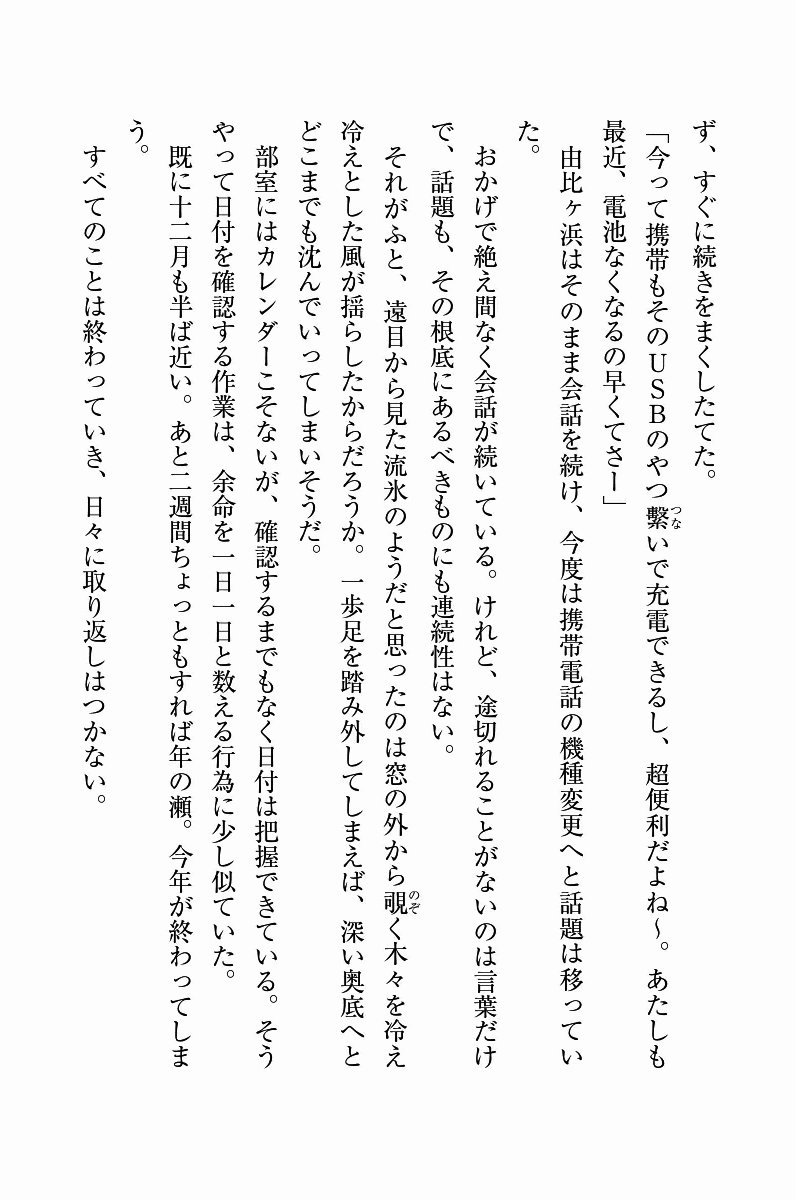 ず、すぐに続きをまくしたてた。
「今って携帯もそのＵＳＢのやつ繫いで充電できるし、超便利だよね～。あたしも
つな
最近、電池なくなるの早くてさー」
　由比ヶ浜はそのまま会話を続け、今度は携帯電話の機種変更へと話題は移ってい
た。
　おかげで絶え間なく会話が続いている。けれど、途切れることがないのは言葉だけ
で、話題も、その根底にあるべきものにも連続性はない。
　それがふと、遠目から見た流氷のようだと思ったのは窓の外から覗く木々を冷え
のぞ
冷えとした風が揺らしたからだろうか。一歩足を踏み外してしまえば、深い奥底へと
どこまでも沈んでいってしまいそうだ。
　部室にはカレンダーこそないが、確認するまでもなく日付は把握できている。そう
やって日付を確認する作業は、余命を一日一日と数える行為に少し似ていた。
　既に十二月も半ば近い。あと二週間ちょっともすれば年の瀬。今年が終わってしま
う。
　すべてのことは終わっていき、日々に取り返しはつかない。